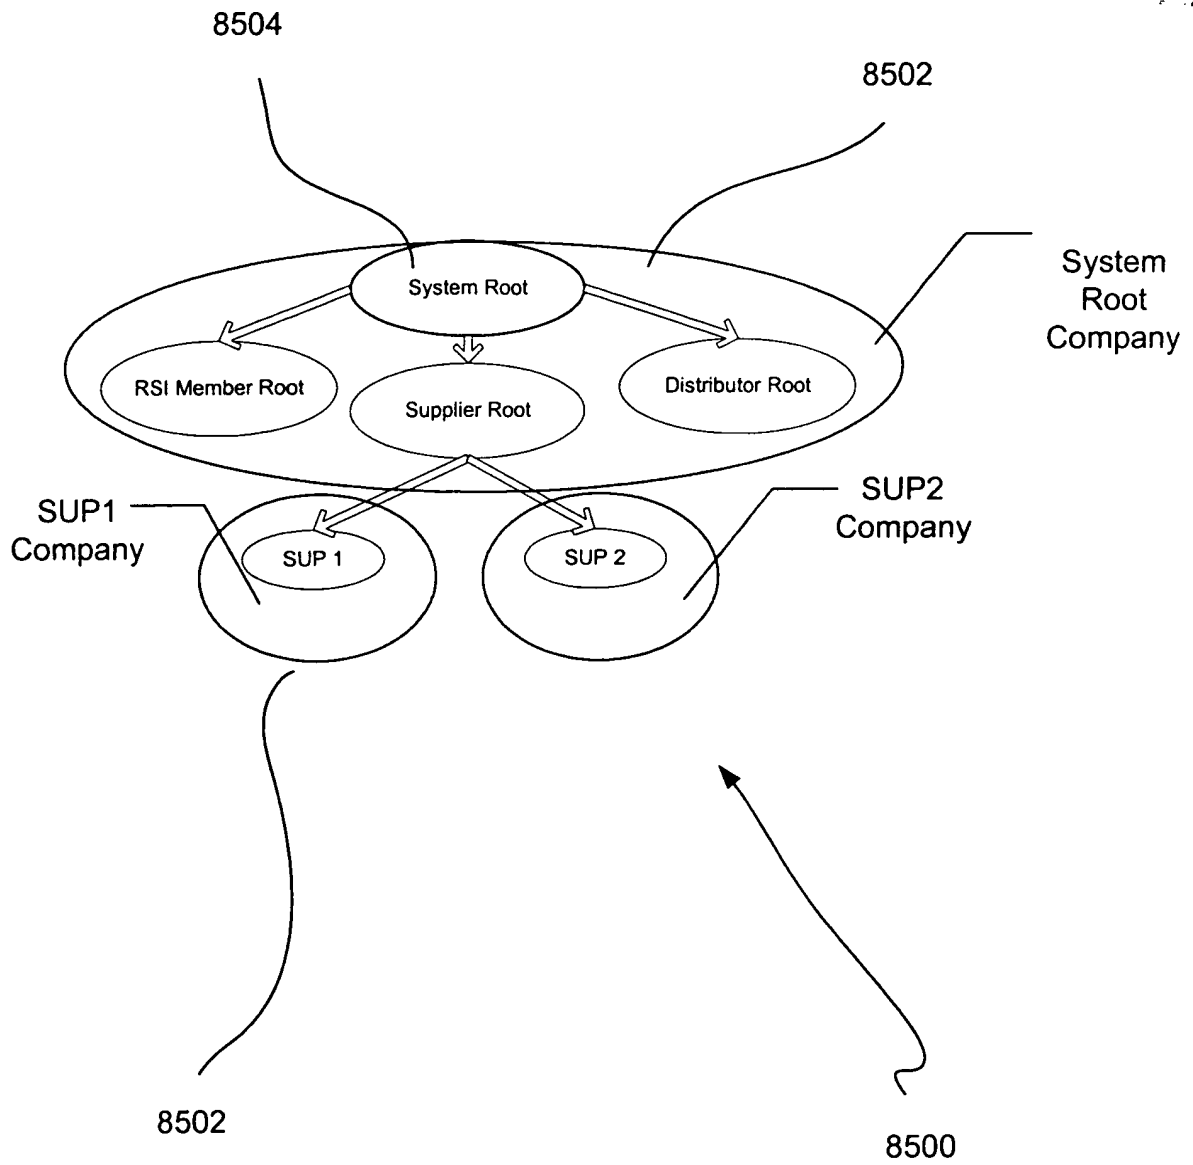 8504
8502
System
Root
Company
System Root
RSI Member Root
Supplier Root
Distributor Root
SUP1
Company
SUP2
Company
SUP 1
SUP 2
8502
8500